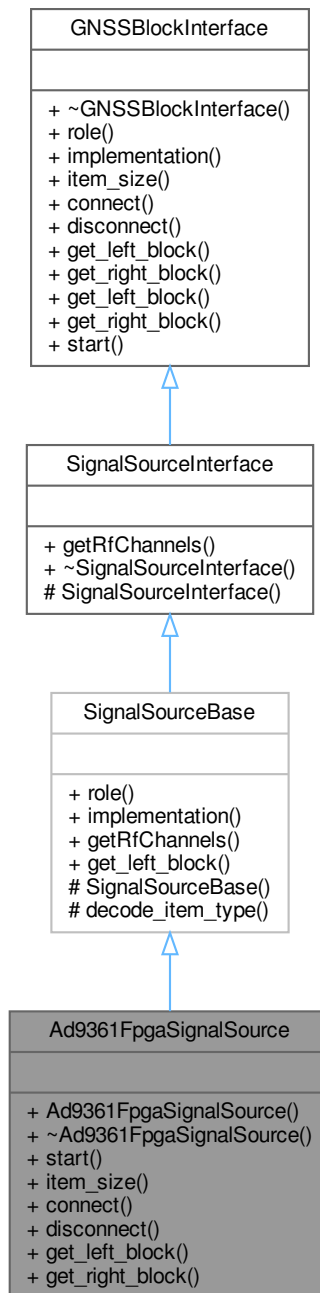 GNSSBlockInterface
+ ~GNSSBlockInterface()
+ role()
+ implementation()
+ item_size()
+ connect()
+ disconnect()
+ get_left_block()
+ get_right_block()
+ get_left_block()
+ get_right_block()
+ start()
SignalSourceInterface
+ getRfChannels()
+ ~SignalSourceInterface()
# SignalSourceInterface()
SignalSourceBase
+ role()
+ implementation()
+ getRfChannels()
+ get_left_block()
# SignalSourceBase()
# decode_item_type()
Ad9361FpgaSignalSource
+ Ad9361FpgaSignalSource()
+ ~Ad9361FpgaSignalSource()
+ start()
+ item_size()
+ connect()
+ disconnect()
+ get_left_block()
+ get_right_block()